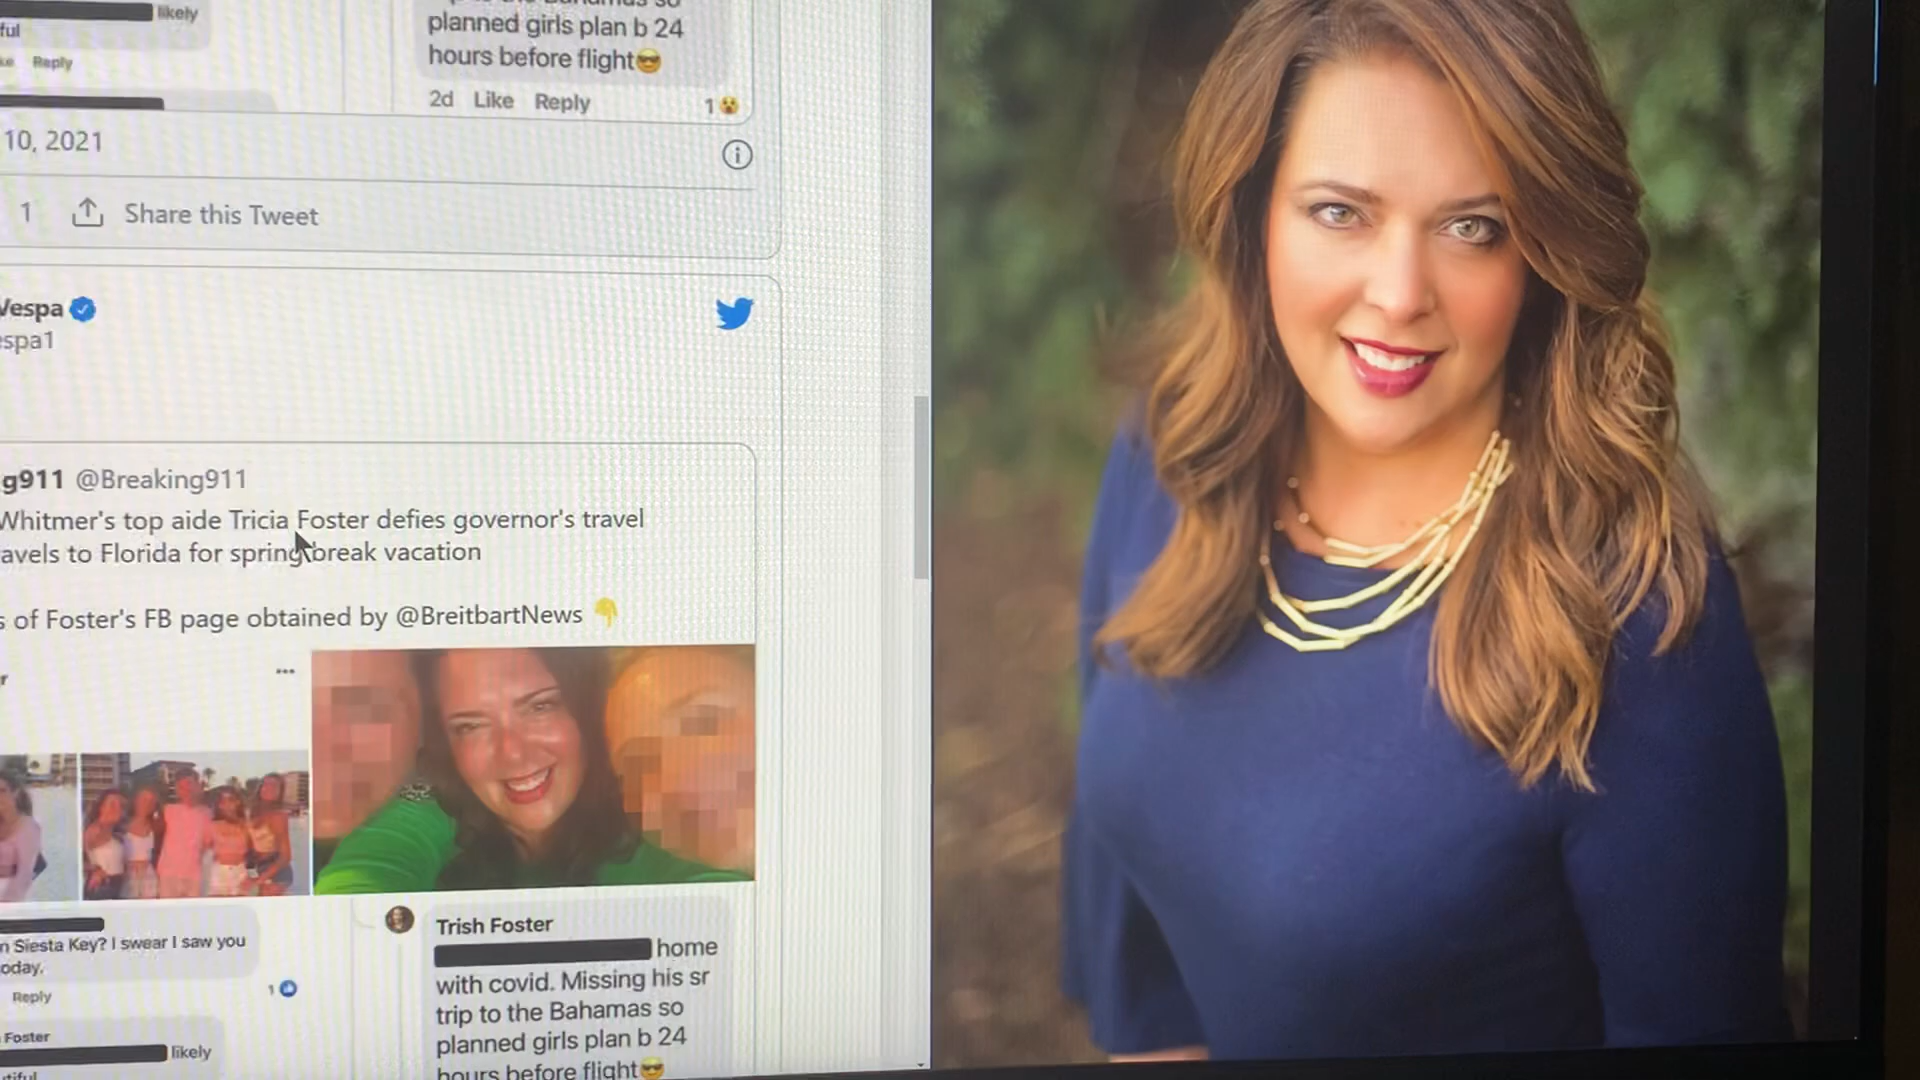 likely
planned girls plan b 24
hours before flight
Reply
2d Like Reply 1
10, 2021
1 Share this Tweet
Vespa
spa1
g911 @Breaking911
Whitmer's top aide Tricia Foster defies governor's travel
avels to Florida for spring break vacation
s of Foster's FB page obtained by @BreitbartNews
n Siesta Key? I swear I saw you
oday.
Reply
1
Foster
likely
Trish Foster
home
with covid. Missing his sr
trip to the Bahamas so
planned girls plan b 24
hours before flight